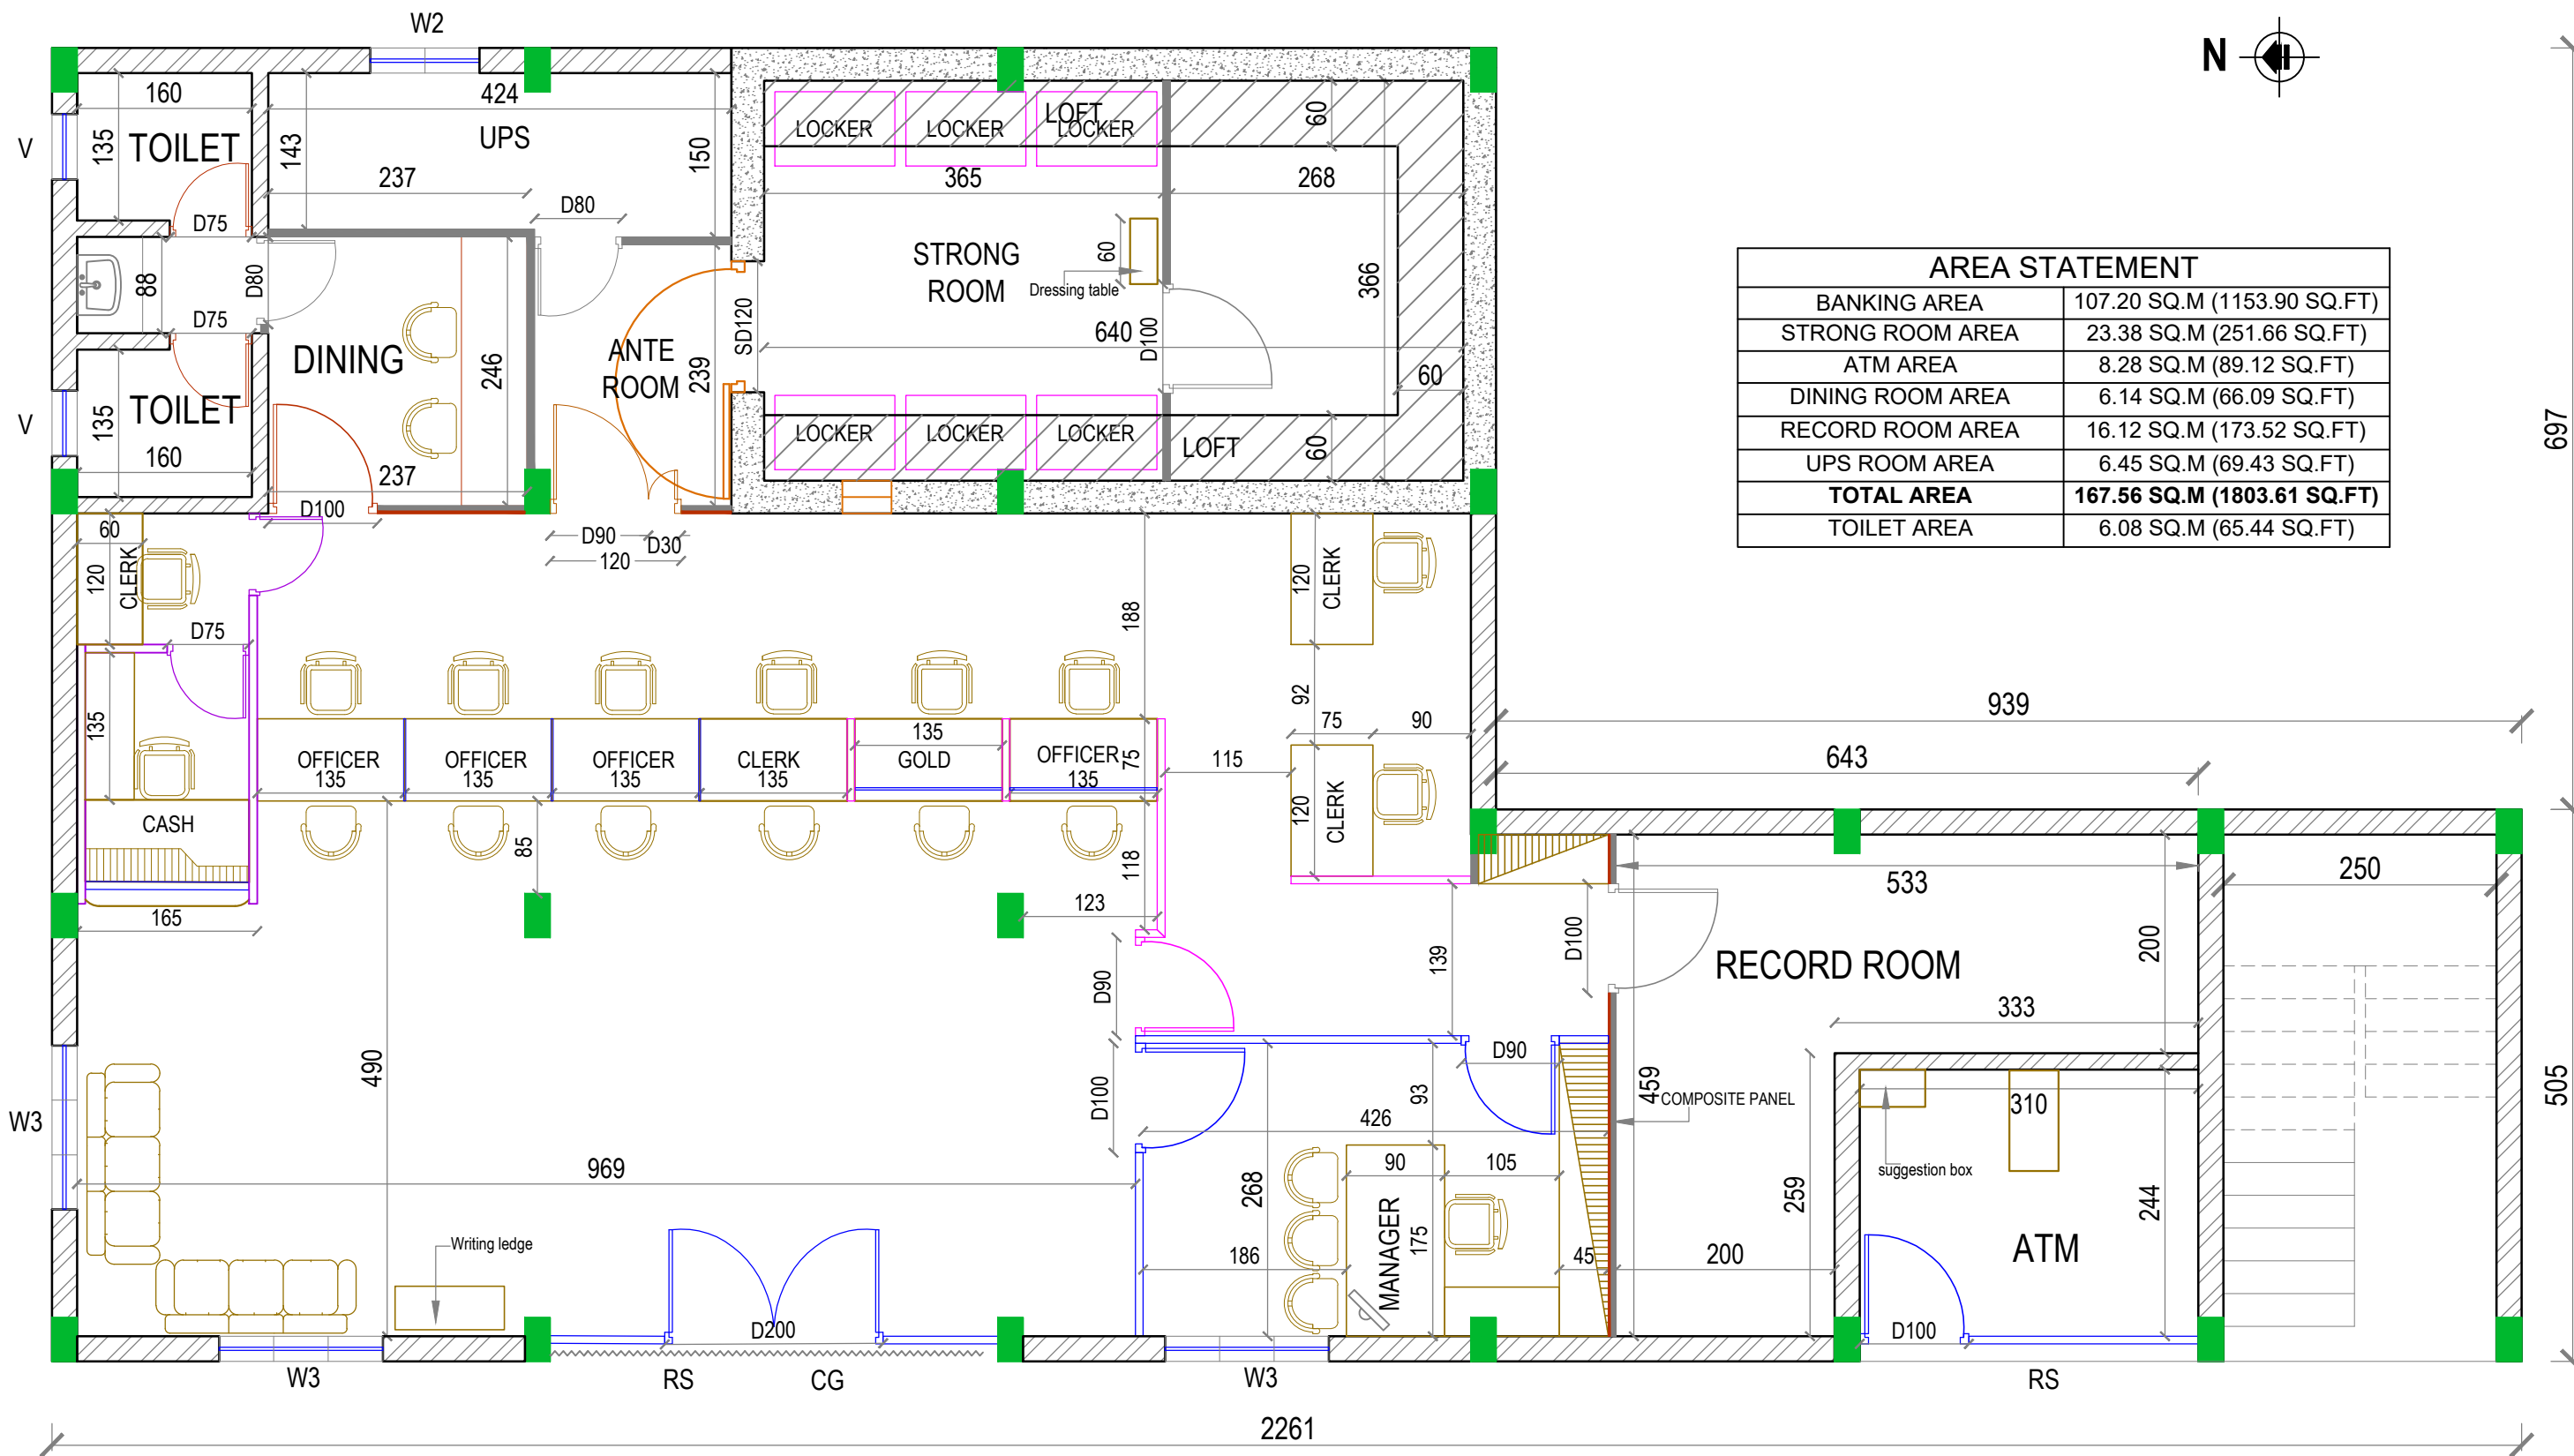 W2
N
160
424
LOFT
60
LOCKER
LOCKER
LOCKER
V
135
TOILET
143
UPS
150
237
365
268
D80
D75
88
D80
60
STRONG
ROOM
Dressing table
366
AREA STATEMENT
BANKING AREA 107.20 SQ.M (1153.90 SQ.FT)
STRONG ROOM AREA 23.38 SQ.M (251.66 SQ.FT)
ATM AREA 8.28 SQ.M (89.12 SQ.FT)
DINING ROOM AREA 6.14 SQ.M (66.09 SQ.FT)
RECORD ROOM AREA 16.12 SQ.M (173.52 SQ.FT)
UPS ROOM AREA 6.45 SQ.M (69.43 SQ.FT)
TOTAL AREA 167.56 SQ.M (1803.61 SQ.FT)
TOILET AREA 6.08 SQ.M (65.44 SQ.FT)
697
D75
DINING
246
ANTE
ROOM
239
SD120
640
D100
60
V
135
TOILET
160
237
LOCKER
LOCKER
LOCKER
LOFT
60
D100
60
D90
D30
120
120
CLERK
D75
188
120
CLERK
92
75
90
939
643
135
OFFICER
135
OFFICER
135
OFFICER
135
CLERK
135
135
GOLD
OFFICER
135
75
115
120
CLERK
CASH
85
118
165
123
533
250
139
D100
200
RECORD ROOM
333
D90
W3
490
D100
D90
93
459
COMPOSITE PANEL
310
505
426
969
268
90
105
suggestion box
259
244
Writing ledge
186
MANAGER
175
45
200
ATM
D200
D100
W3
RS
CG
W3
RS
2261